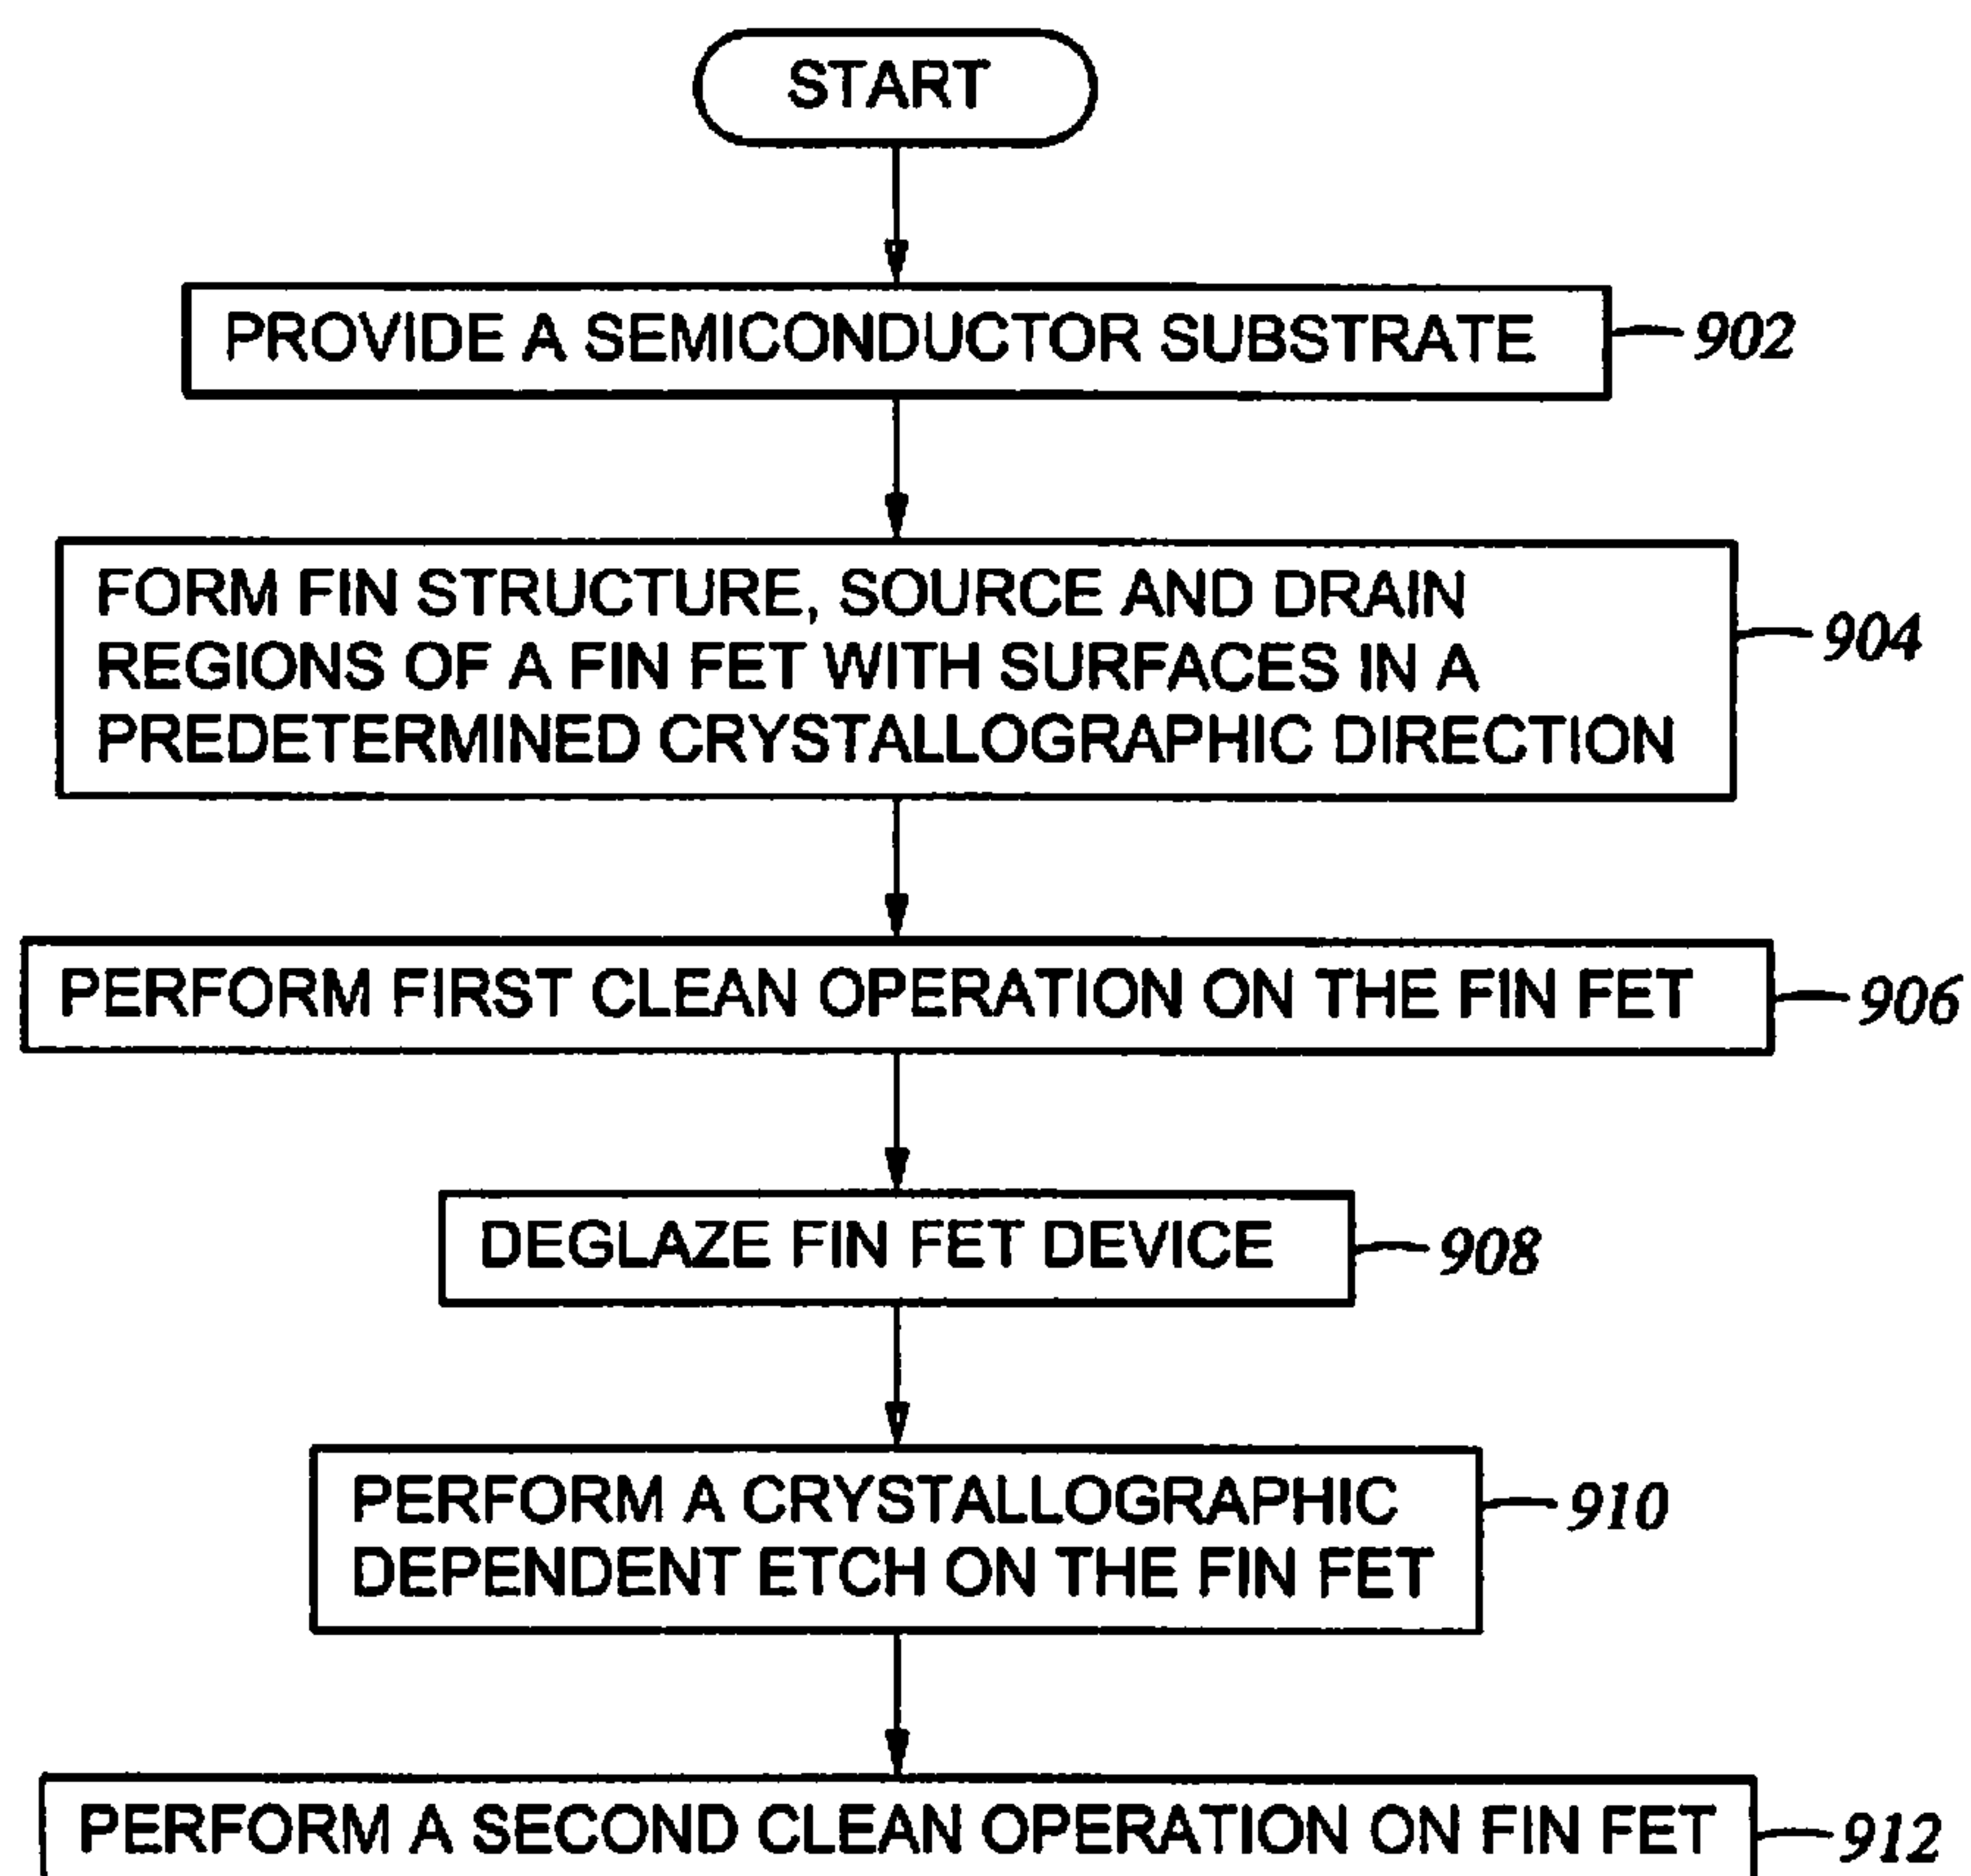 START
PROVIDE A SEMICONDUCTOR SUBSTRATE
902
FORM FIN STRUCTURE, SOURCE AND DRAIN
REGIONS OF A FIN FET WITH SURFACES IN A
PREDETERMINED CRYSTALLOGRAPHIC DIRECTION
904
PERFORM FIRST CLEAN OPERATION ON THE FIN FET
906
DEGLAZE FIN FET DEVICE
908
PERFORM A CRYSTALLOGRAPHIC
DEPENDENT ETCH ON THE FIN FET
910
PERFORM A SECOND CLEAN OPERATION ON FIN FET
912